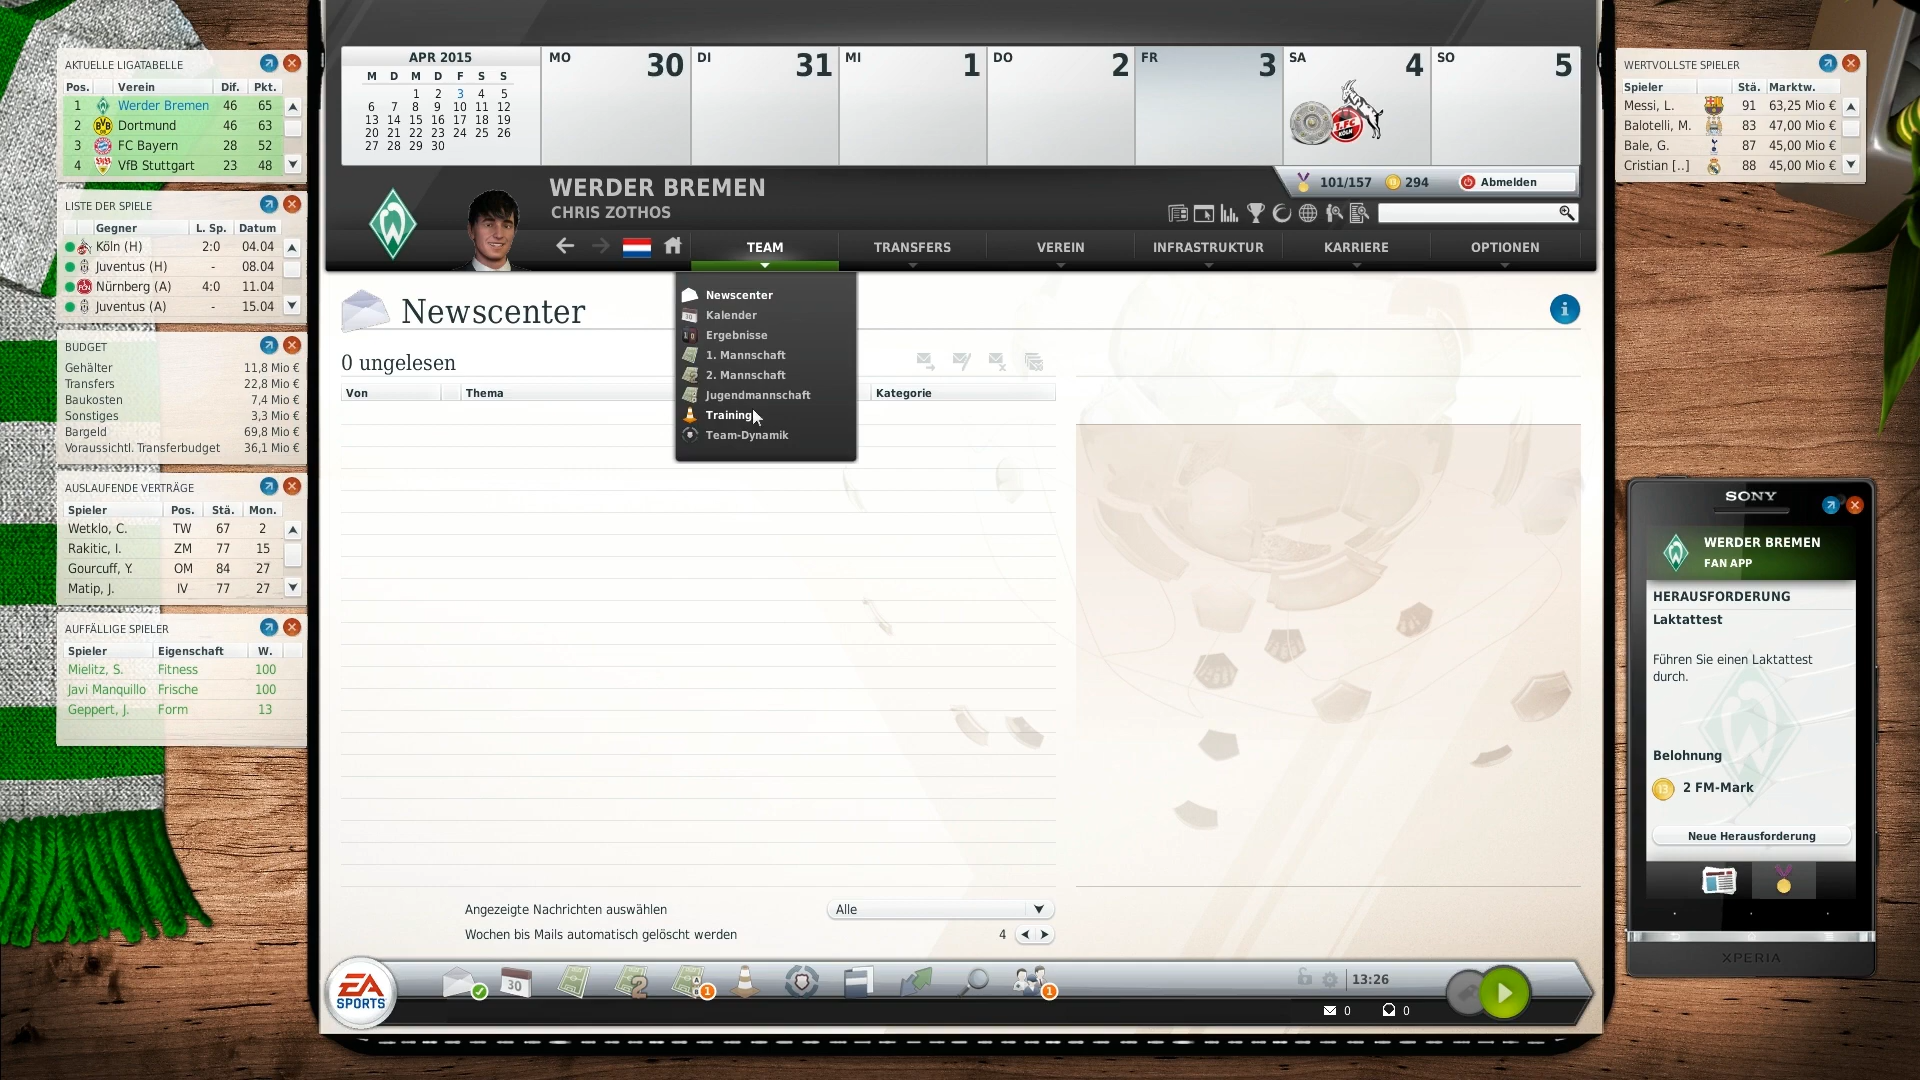 AKTUELLE LIGATABELLE
Pos. Verein Dif. Pkt.
1 Werder Bremen 46 65
2 Dortmund 46 63
3 FC Bayern 28 52
4 VfB Stuttgart 23 48
LISTE DER SPIELE
Gegner L. Sp. Datum
Köln (H) 2:0 04.04
Juventus (H) - 08.04
Nürnberg (A) 4:0 11.04
Juventus (A) - 15.04
BUDGET
Gehälter 11,8 Mio €
Transfers 22,8 Mio €
Baukosten 7,4 Mio €
Sonstiges 3,3 Mio €
Bargeld 69,8 Mio €
Voraussichtl. Transferbudget 36,1 Mio €
AUSLAUFENDE VERTRÄGE
Spieler Pos. Stä. Mon.
Wetklo, C. TW 67 2
Rakitic, I. ZM 77 15
Gourcuff, Y. OM 84 27
Matip, J. IV 77 27
AUFFÄLLIGE SPIELER
Spieler Eigenschaft W.
Mielitz, S. Fitness 100
Javi Manquillo Frische 100
Geppert, J. Form 13
APR 2015
M D M D F S S
1 2 3 4 5
6 7 8 9 10 11 12
13 14 15 16 17 18 19
20 21 22 23 24 25 26
27 28 29 30
MO 30 DI 31 MI 1 DO 2 FR 3 SA 4 SO 5
1.FC KÖLN
WERDER BREMEN
CHRIS ZOTHOS
101/157 294 Abmelden
TEAM TRANSFERS VEREIN INFRASTRUKTUR KARRIERE OPTIONEN
Newscenter
Kalender
Ergebnisse
1. Mannschaft
2. Mannschaft
Jugendmannschaft
Training
Team-Dynamik
Newscenter
0 ungelesen
Von Thema Kategorie
Angezeigte Nachrichten auswählen Alle
Wochen bis Mails automatisch gelöscht werden 4
EA SPORTS
30 2 1 1
13:26
0 0
WERTVOLLSTE SPIELER
Spieler Stä. Marktw.
Messi, L. 91 63,25 Mio €
Balotelli, M. 83 47,00 Mio €
Bale, G. 87 45,00 Mio €
Cristian [..] 88 45,00 Mio €
SONY
WERDER BREMEN
FAN APP
HERAUSFORDERUNG
Laktattest
Führen Sie einen Laktattest
durch.
Belohnung
13 2 FM-Mark
Neue Herausforderung
XPERIA